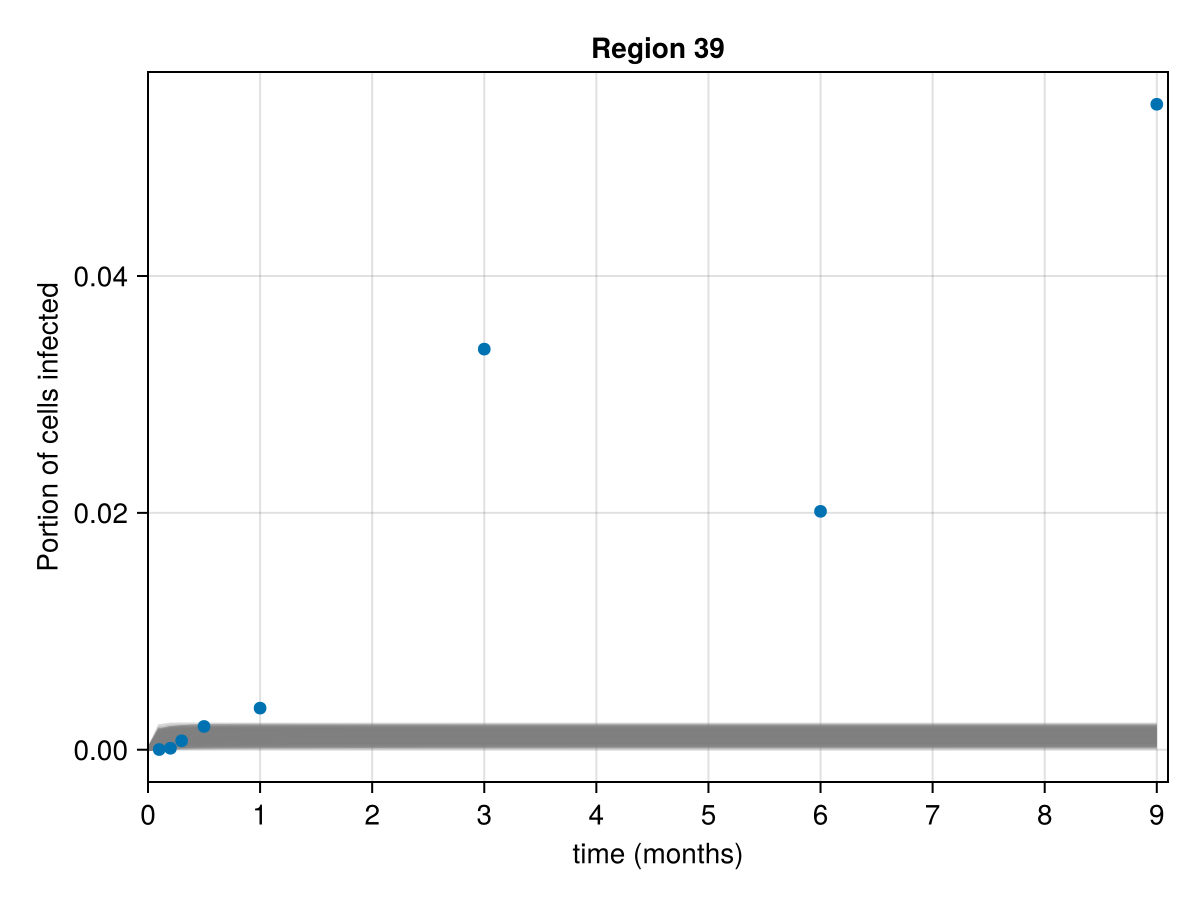 Region 39
Portion of cells infected
0.04
0.02
0.00
0 1 2 3 4 5 6 7 8 9
time (months)